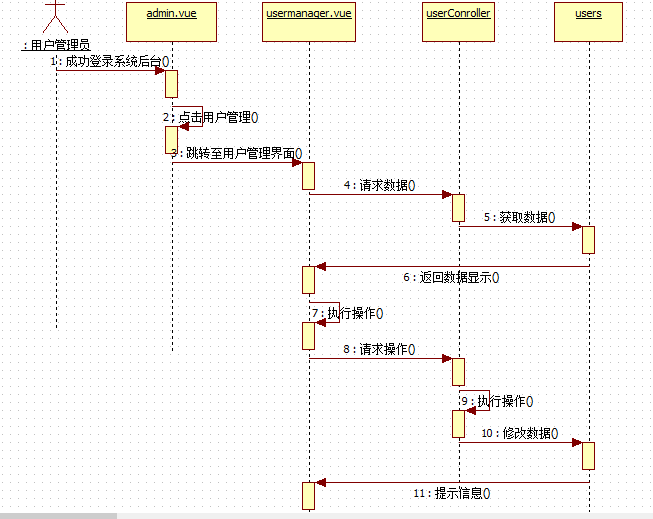 admin.vue
usermanager.vue
userConroller
users
: 用户管理员
1 : 成功登录系统后台()
2 : 点击用户管理()
3 : 跳转至用户管理界面()
4 : 请求数据()
5 : 获取数据()
6 : 返回数据显示()
7 : 执行操作()
8 : 请求操作()
9 : 执行操作()
10 : 修改数据()
11 : 提示信息()